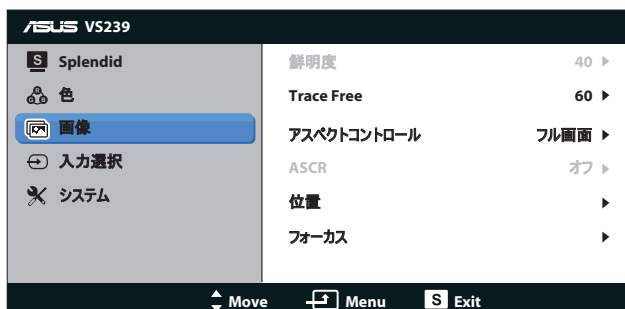 ASUS VS239
S Splendid
色
画像
入力選択
システム
鮮明度 40
Trace Free 60
アスペクトコントロール フル画面
ASCR オフ
位置
フォーカス
Move Menu S Exit